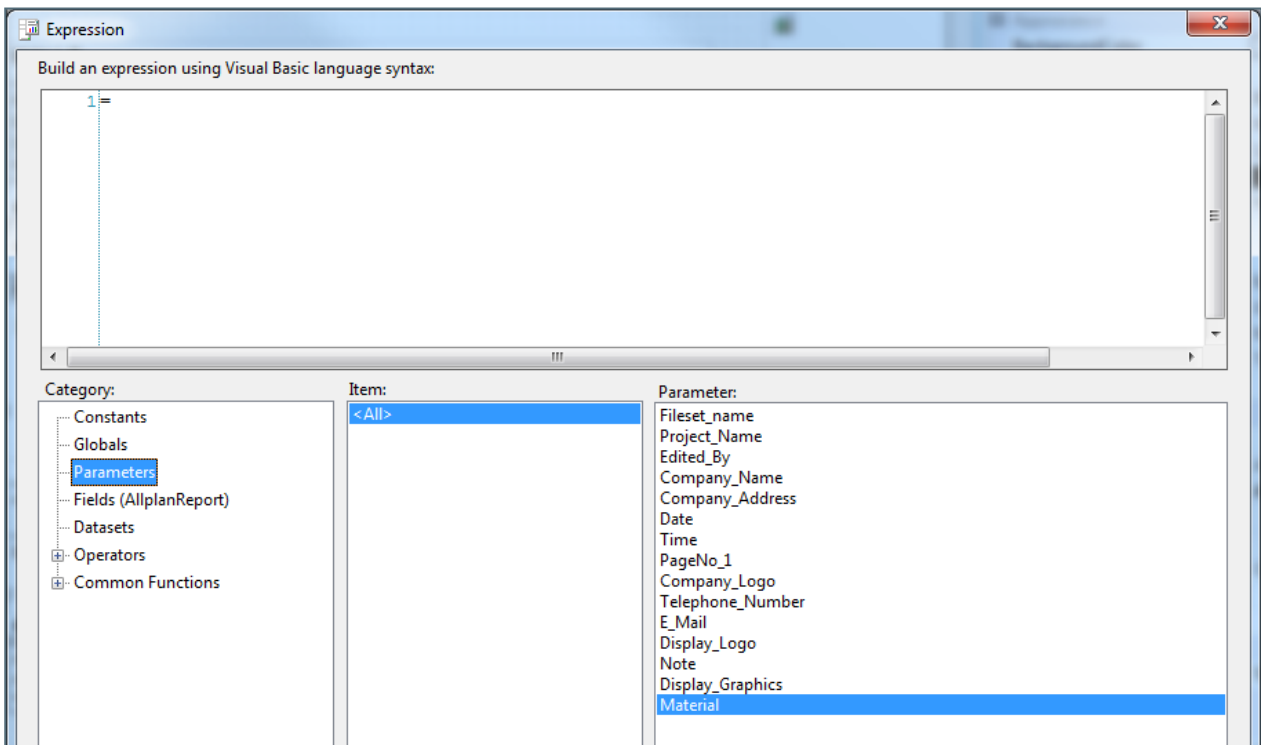 Expression
Build an expression using Visual Basic language syntax:
1 =
Category:
Constants
Globals
Parameters
Fields (AllplanReport)
Datasets
Operators
Common Functions
Item:
<All>
Parameter:
Fileset_name
Project_Name
Edited_By
Company_Name
Company_Address
Date
Time
PageNo_1
Company_Logo
Telephone_Number
E_Mail
Display_Logo
Note
Display_Graphics
Material